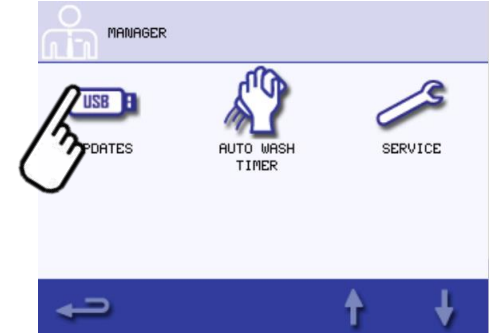 MANAGER
USB
PDATES
AUTO WASH
TIMER
SERVICE